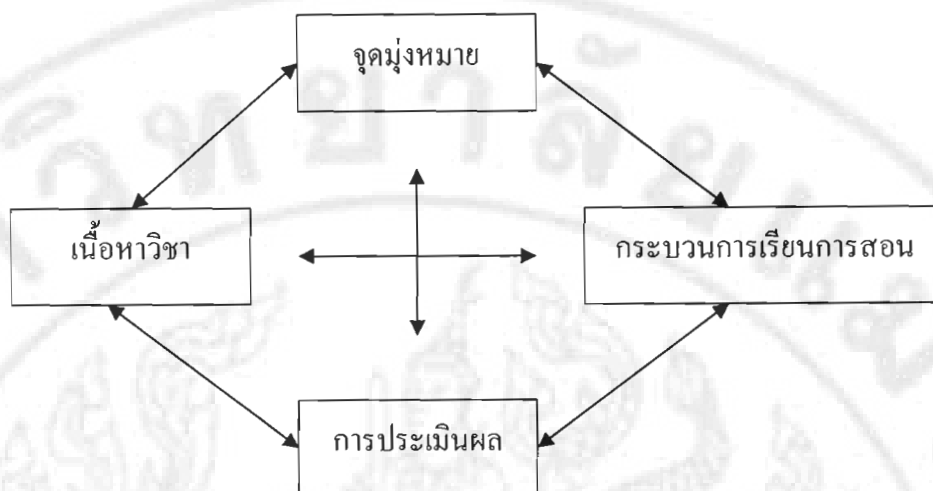 จุดมุ่งหมาย
เนื้อหาวิชา
กระบวนการเรียนการสอน
การประเมินผล